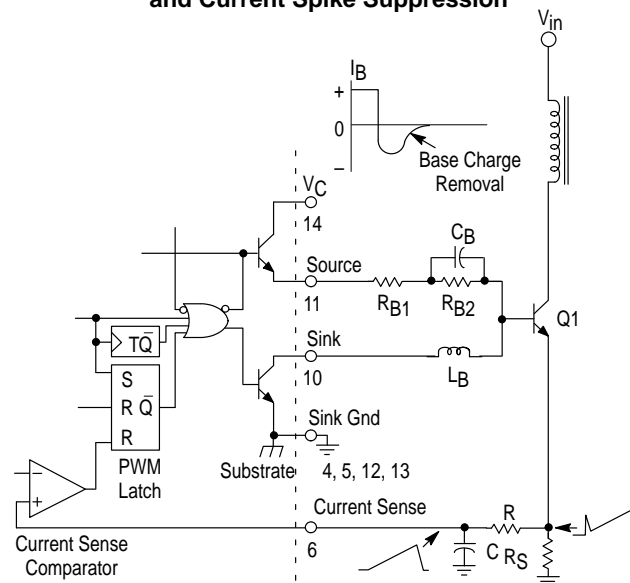 and Current Spike Suppression
Vin
IB
+
0
–
Base Charge
Removal
VC
14
CB
Source
11
RB1
RB2
Q1
TQ̅
Sink
10
LB
S
R Q̅
R
Sink Gnd
PWM
Latch
Substrate
4, 5, 12, 13
–
+
Current Sense
6
R
C
RS
Current Sense
Comparator